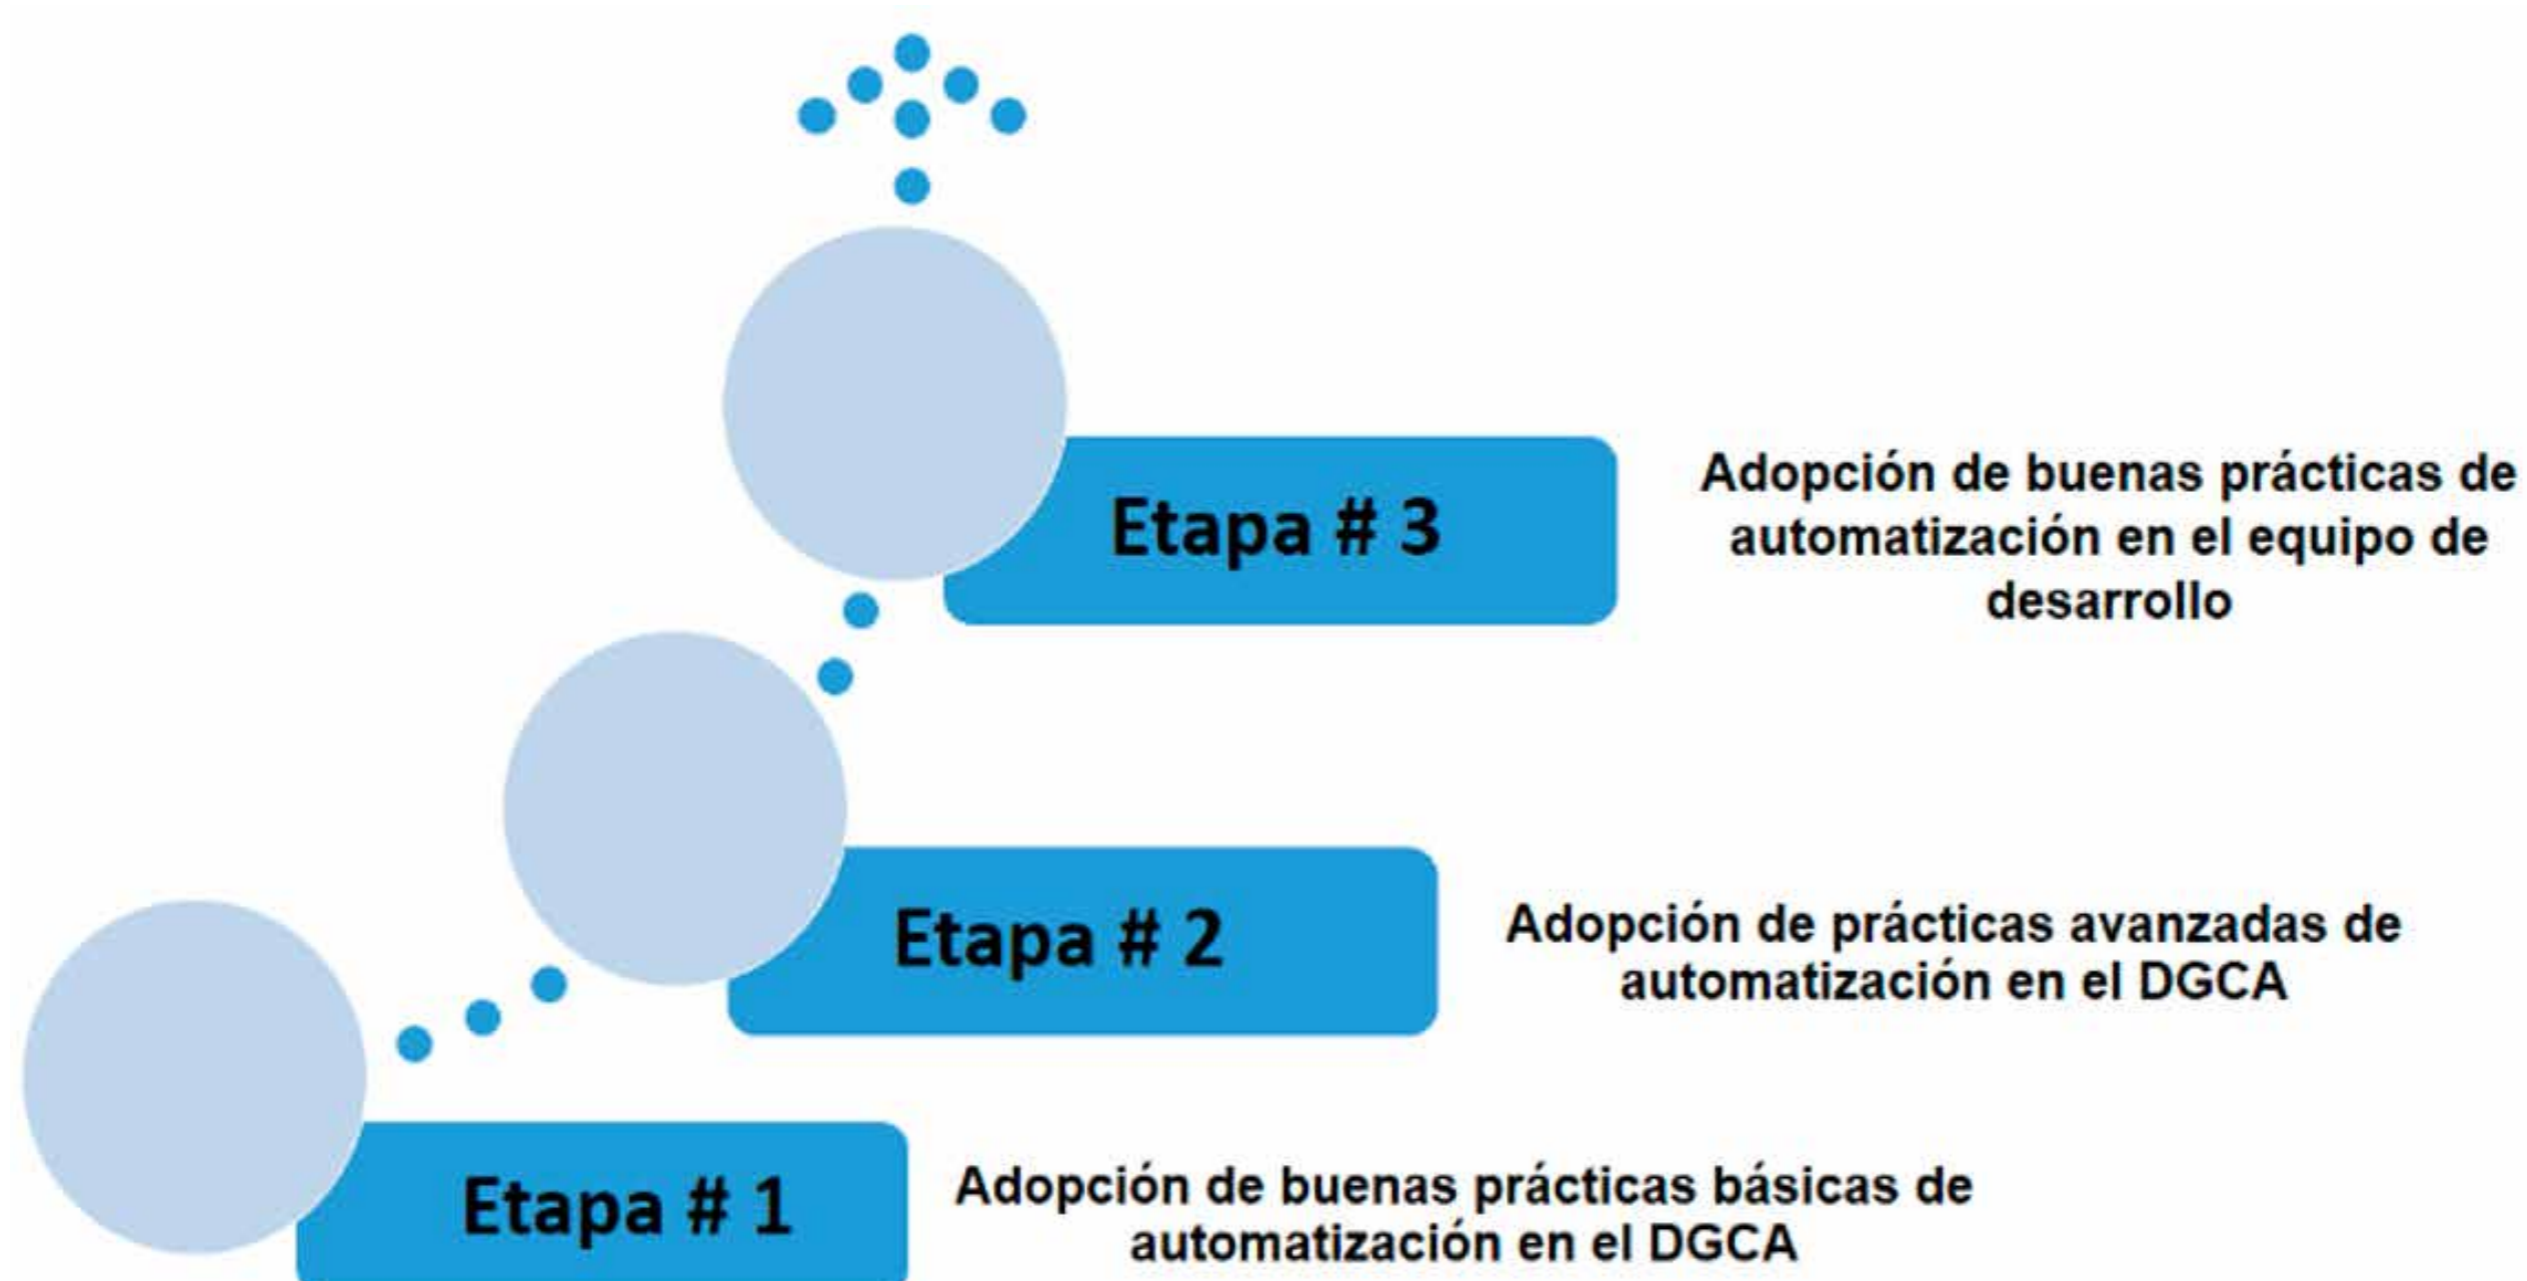 Etapa # 3
Adopción de buenas prácticas de
automatización en el equipo de
desarrollo
Etapa # 2
Adopción de prácticas avanzadas de
automatización en el DGCA
Etapa # 1
Adopción de buenas prácticas básicas de
automatización en el DGCA